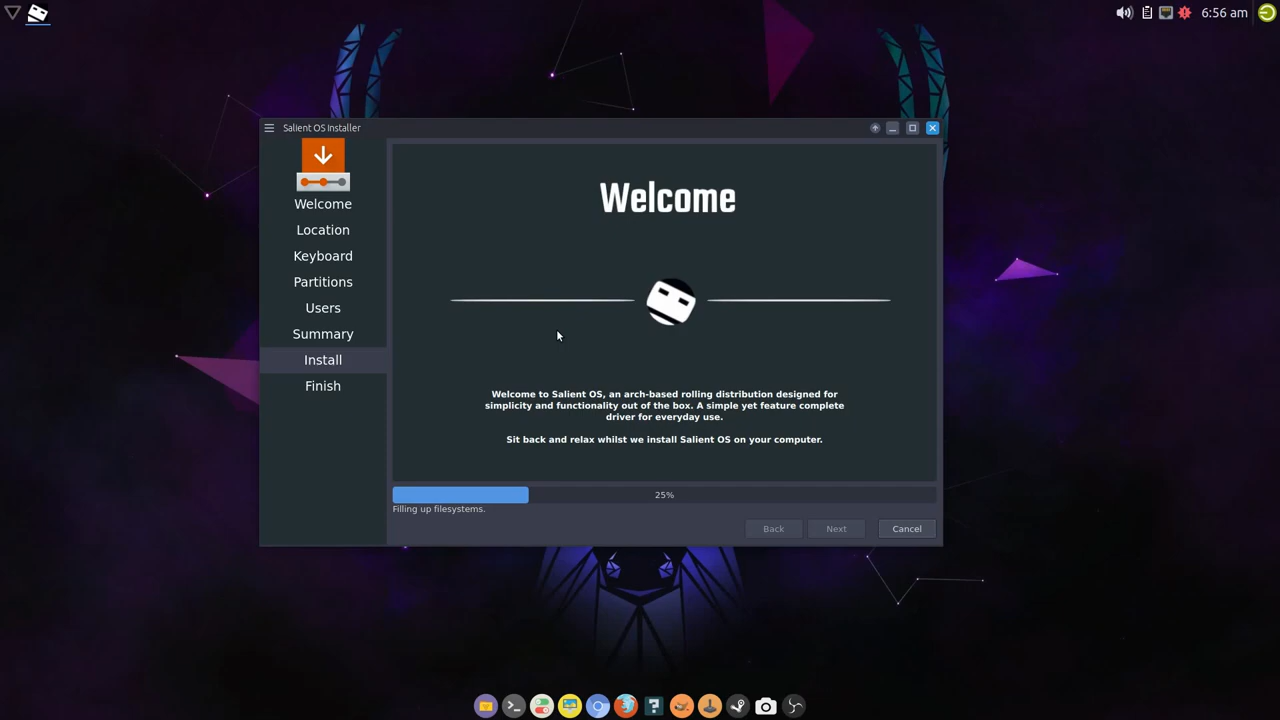 6:56 am
Salient OS Installer
Welcome
Location
Keyboard
Partitions
Users
Summary
Install
Finish
Welcome
Welcome to Salient OS, an arch-based rolling distribution designed for
simplicity and functionality out of the box. A simple yet feature complete
driver for everyday use.
Sit back and relax whilst we install Salient OS on your computer.
25%
Filling up filesystems.
Back
Next
Cancel